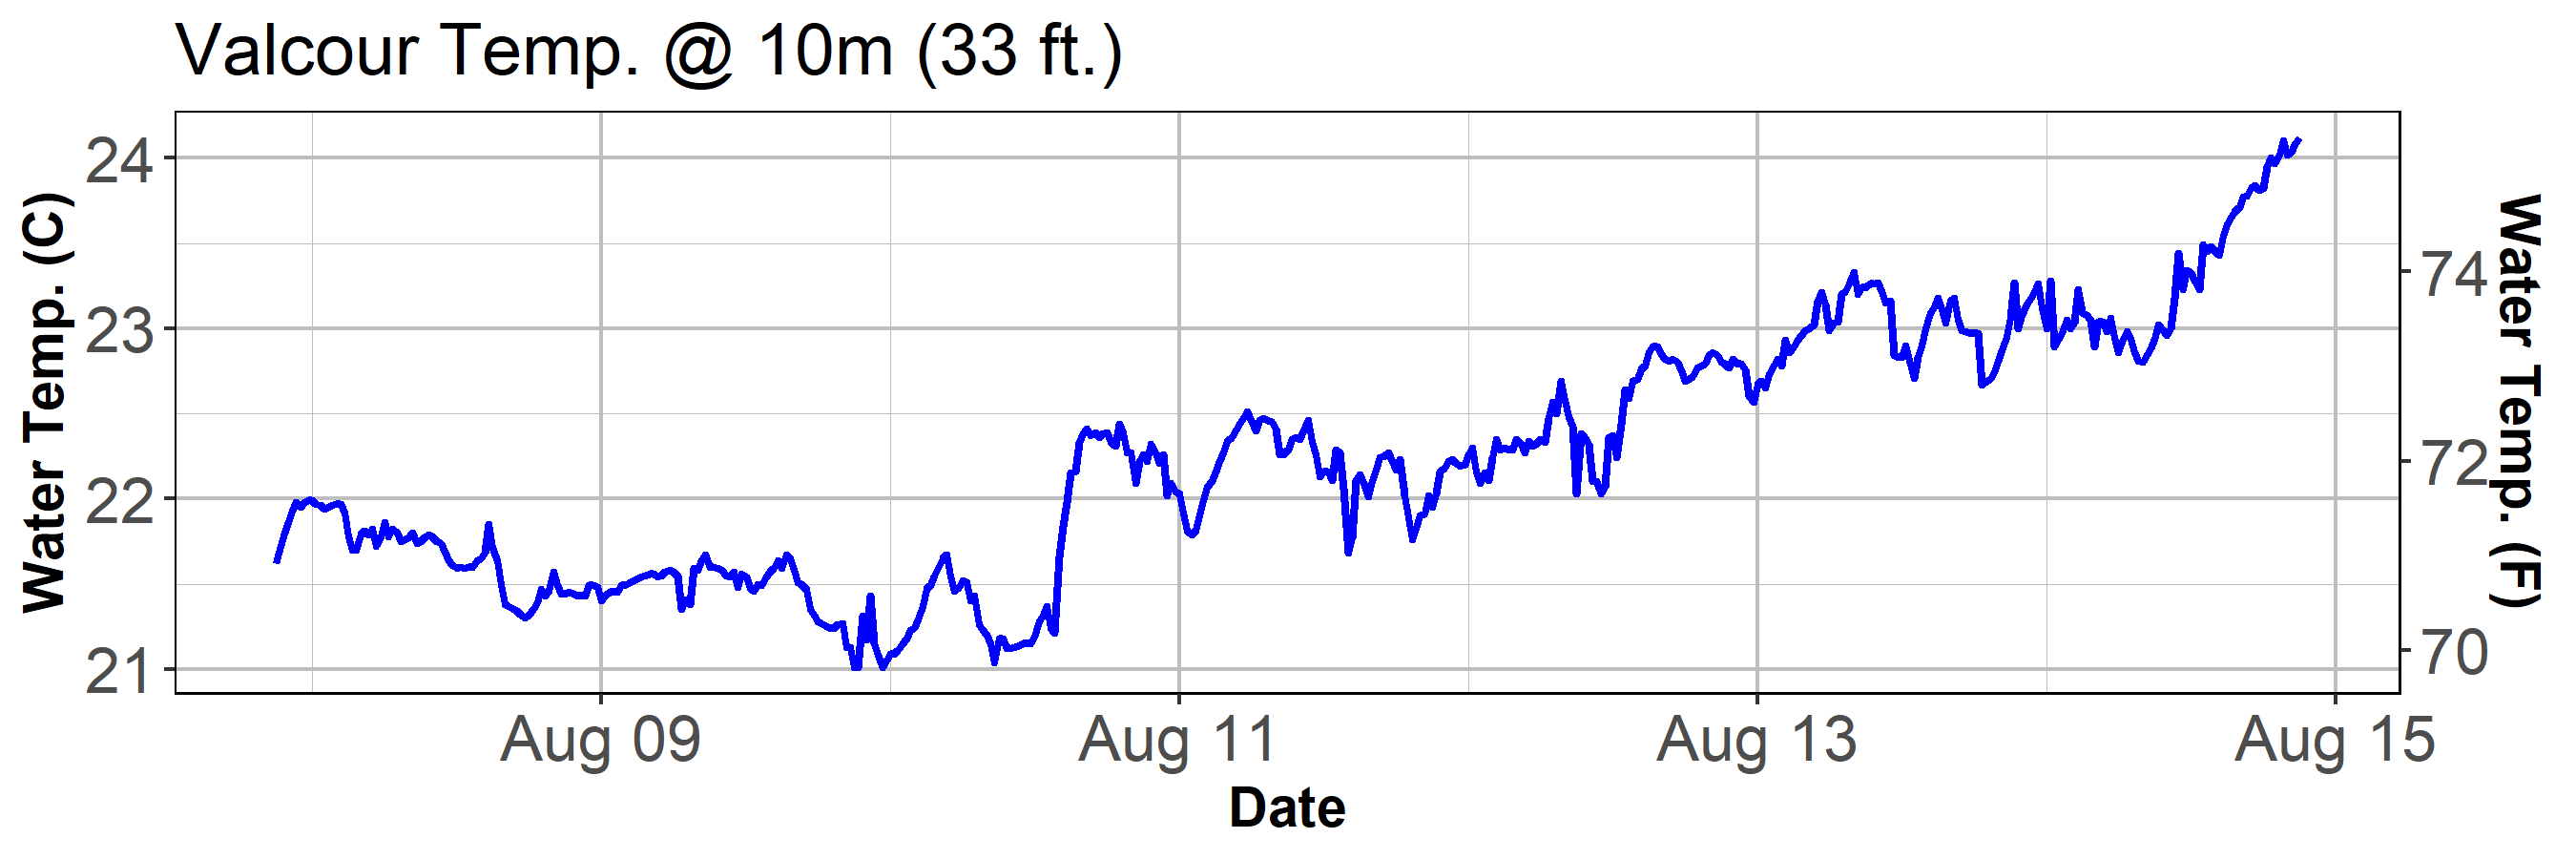 Valcour Temp. @ 10m (33 ft.)
Water Temp. (C)
24
23
22
21
74
72
70
Water Temp. (F)
Aug 09
Aug 11
Aug 13
Aug 15
Date